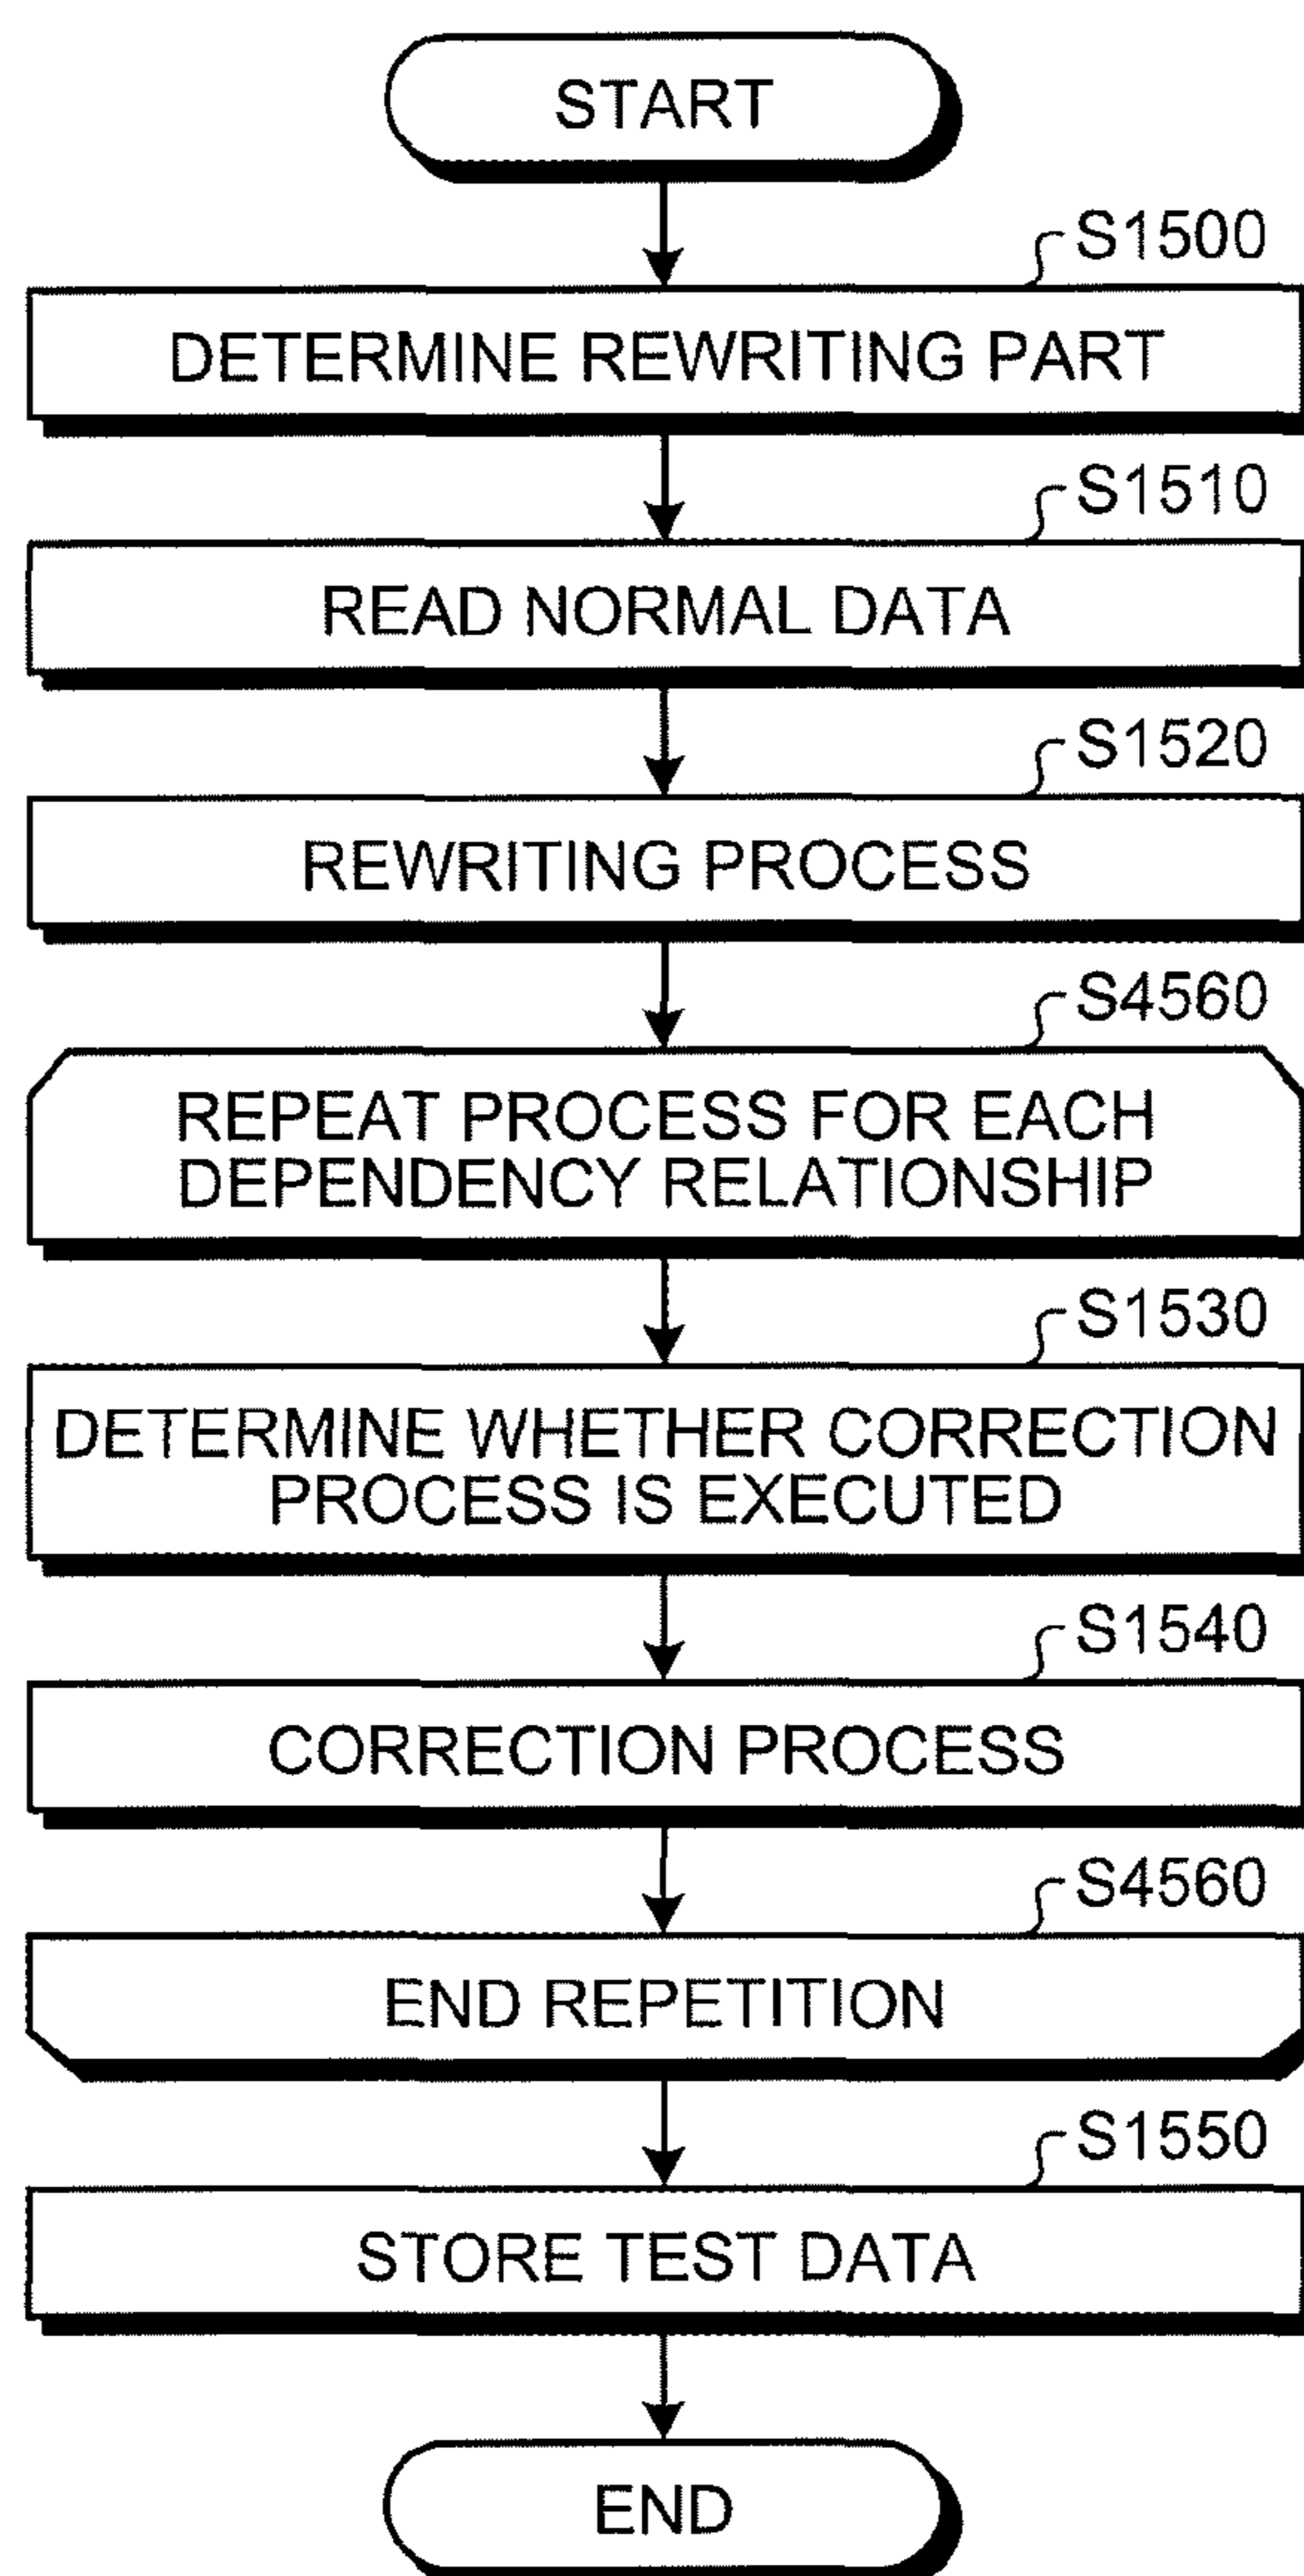 START
S1500
DETERMINE REWRITING PART
S1510
READ NORMAL DATA
S1520
REWRITING PROCESS
S4560
REPEAT PROCESS FOR EACH
DEPENDENCY RELATIONSHIP
S1530
DETERMINE WHETHER CORRECTION
PROCESS IS EXECUTED
S1540
CORRECTION PROCESS
S4560
END REPETITION
S1550
STORE TEST DATA
END